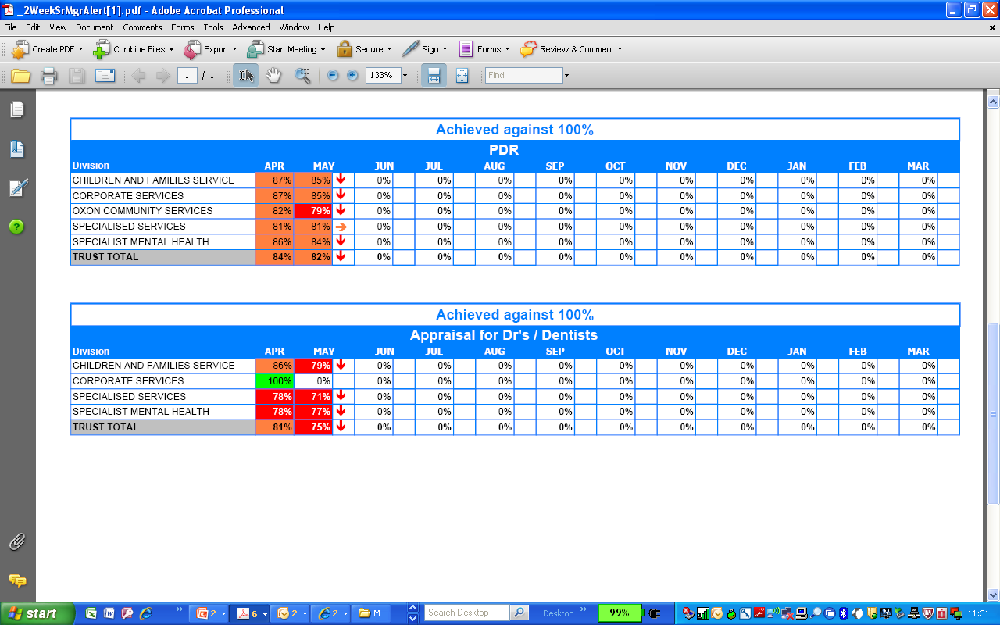 _2WeekSrMgrAlert[1].pdf - Adobe Acrobat Professional
File Edit View Document Comments Forms Tools Advanced Window Help
Create PDF Combine Files Export Start Meeting Secure Sign Forms Review & Comment
1 / 1 133% Find
Achieved against 100%
PDR
Division APR MAY JUN JUL AUG SEP OCT NOV DEC JAN FEB MAR
CHILDREN AND FAMILIES SERVICE 87% 85% 0% 0% 0% 0% 0% 0% 0% 0% 0% 0%
CORPORATE SERVICES 87% 85% 0% 0% 0% 0% 0% 0% 0% 0% 0% 0%
OXON COMMUNITY SERVICES 82% 79% 0% 0% 0% 0% 0% 0% 0% 0% 0% 0%
SPECIALISED SERVICES 81% 81% 0% 0% 0% 0% 0% 0% 0% 0% 0% 0%
SPECIALIST MENTAL HEALTH 86% 84% 0% 0% 0% 0% 0% 0% 0% 0% 0% 0%
TRUST TOTAL 84% 82% 0% 0% 0% 0% 0% 0% 0% 0% 0% 0%
Achieved against 100%
Appraisal for Dr's / Dentists
Division APR MAY JUN JUL AUG SEP OCT NOV DEC JAN FEB MAR
CHILDREN AND FAMILIES SERVICE 86% 79% 0% 0% 0% 0% 0% 0% 0% 0% 0% 0%
CORPORATE SERVICES 100% 0% 0% 0% 0% 0% 0% 0% 0% 0% 0% 0%
SPECIALISED SERVICES 78% 71% 0% 0% 0% 0% 0% 0% 0% 0% 0% 0%
SPECIALIST MENTAL HEALTH 78% 77% 0% 0% 0% 0% 0% 0% 0% 0% 0% 0%
TRUST TOTAL 81% 75% 0% 0% 0% 0% 0% 0% 0% 0% 0% 0%
start 2 6 2 2 M Search Desktop Desktop 99% 11:31